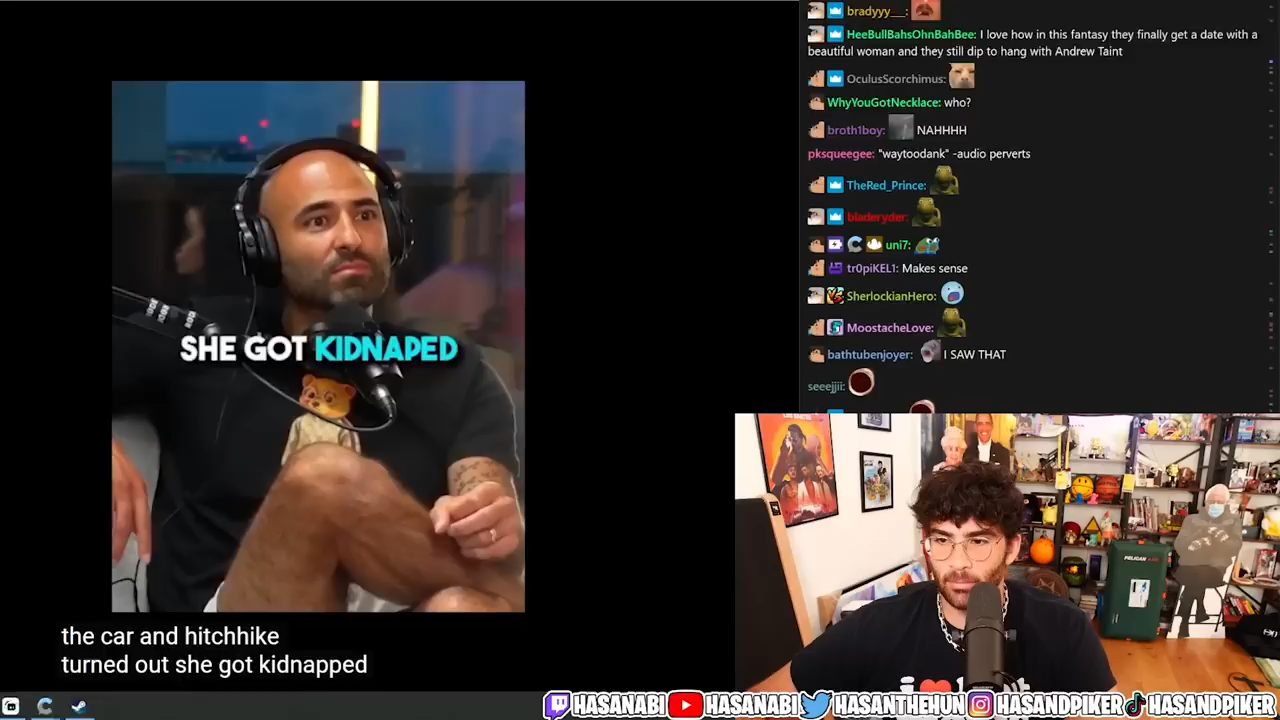 bradyyy__:
HeeBullBahsOhnBahBee: I love how in this fantasy they finally get a date with a
beautiful woman and they still dip to hang with Andrew Taint
OculusScorchimus:
WhyYouGotNecklace: who?
broth1boy: NAHHHH
pksqueegee: "waytoodank" -audio perverts
TheRed_Prince:
bladeryder:
uni7:
tr0piKEL1: Makes sense
SherlockianHero:
MoostacheLove:
bathtubenjoyer: I SAW THAT
seeejjii:
SHE GOT KIDNAPED
the car and hitchhike
turned out she got kidnapped
PELICAN
HASANABI HASANABI HASANTHEHUN HASANDPIKER HASANDPIKER